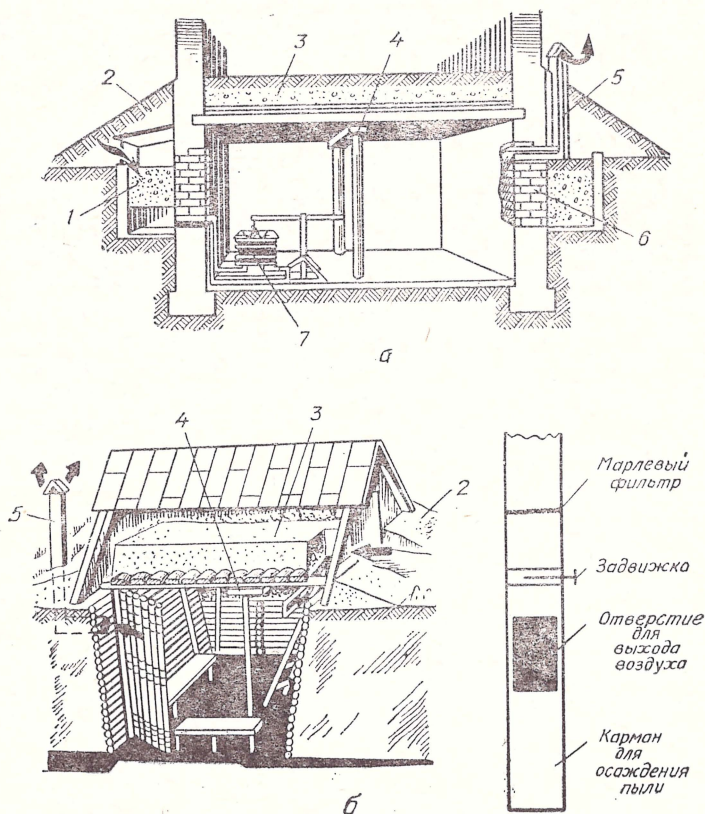 4
3
2
5
1
6
7
а
4
3
2
5
Марлевый
фильтр
Задвижка
Отверстие
для
выхода
воздуха
Карман
для
осаждения
пыли
б